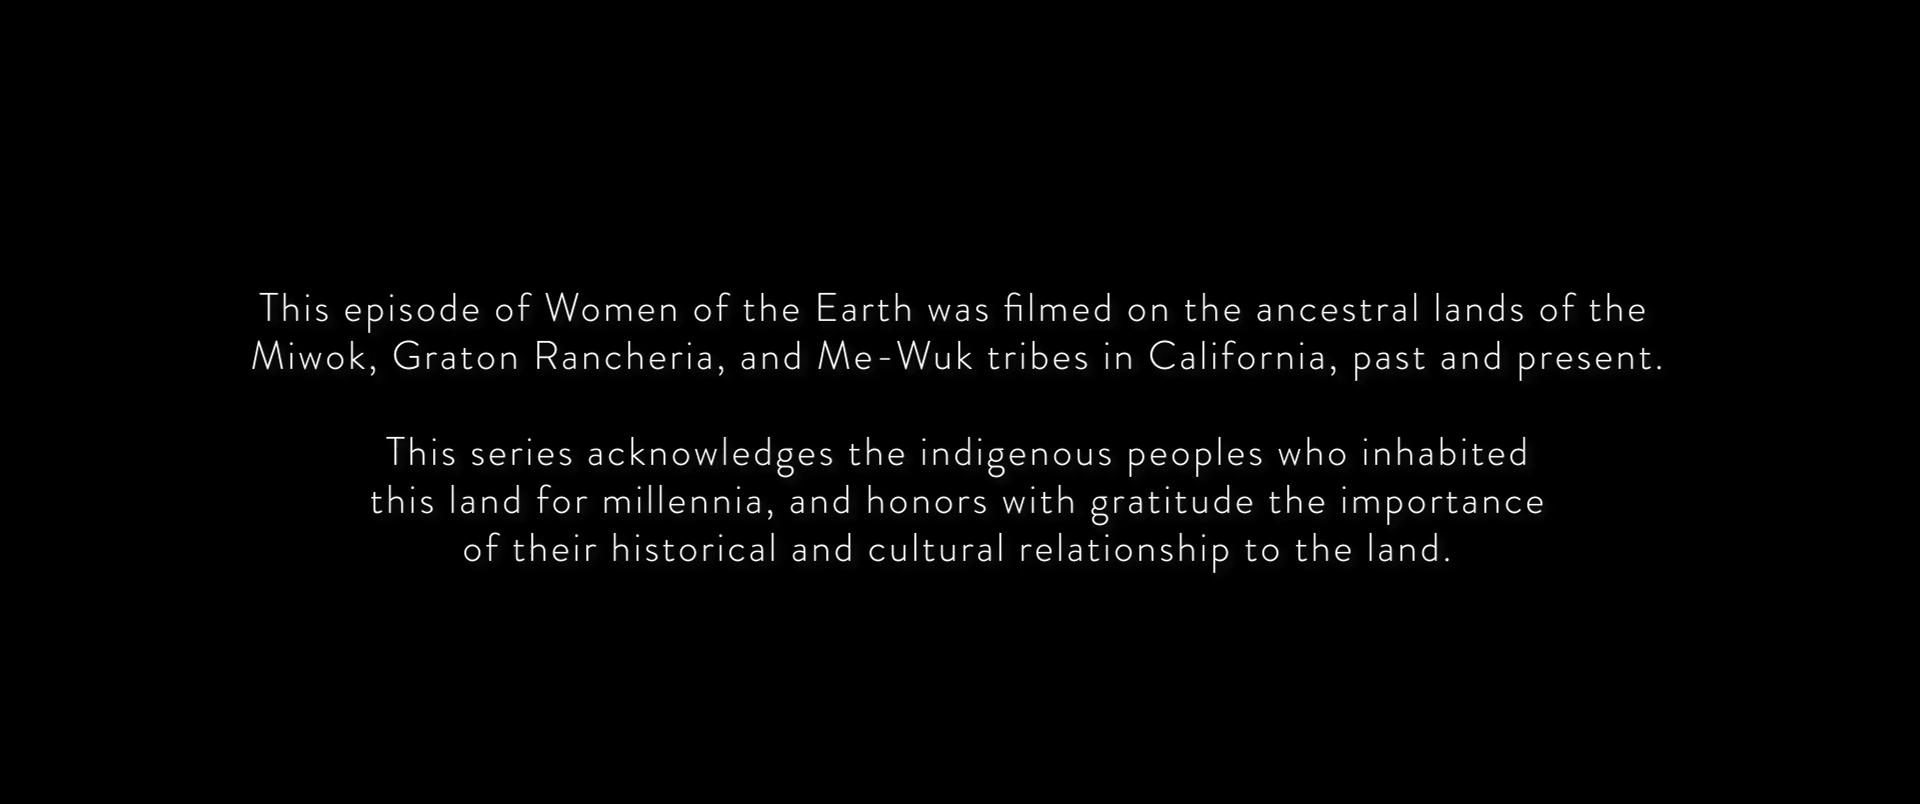 This episode of Women of the Earth was filmed on the ancestral lands of the
Miwok, Graton Rancheria, and Me-Wuk tribes in California, past and present.
This series acknowledges the indigenous peoples who inhabited
this land for millennia, and honors with gratitude the importance
of their historical and cultural relationship to the land.